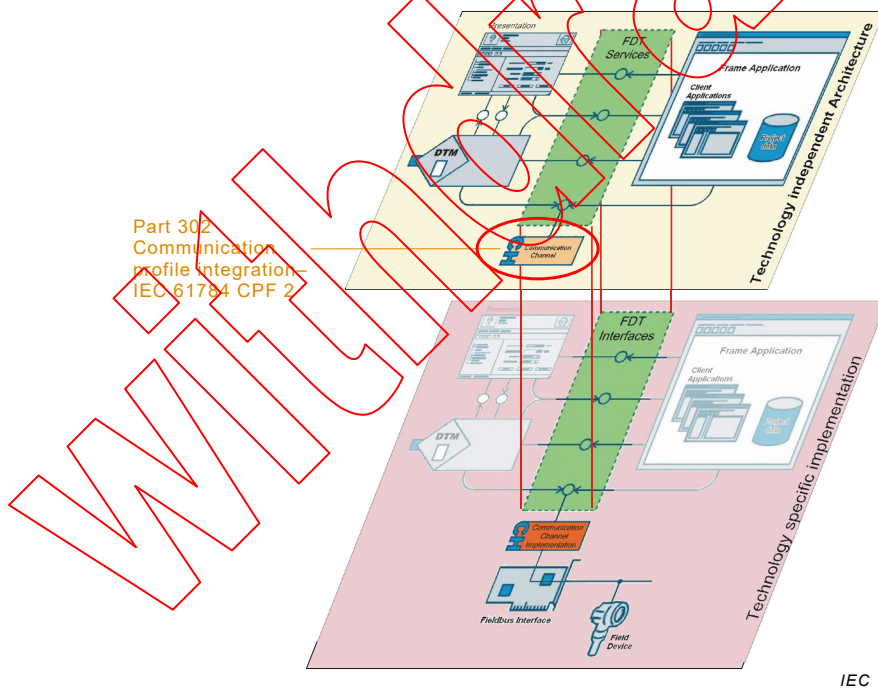 Presentation
FDT
Services
Frame Application
Client
Applications
Project
data
DTM
Communication
Channel
Technology independent Architecture
Part 302
Communication
profile integration–
IEC 61784 CPF 2
Presentation
FDT
Interfaces
Frame Application
Client
Applications
Project
data
DTM
Communication
Channel
Implementation
Fieldbus Interface
Field
Device
Technology specific implementation
IEC